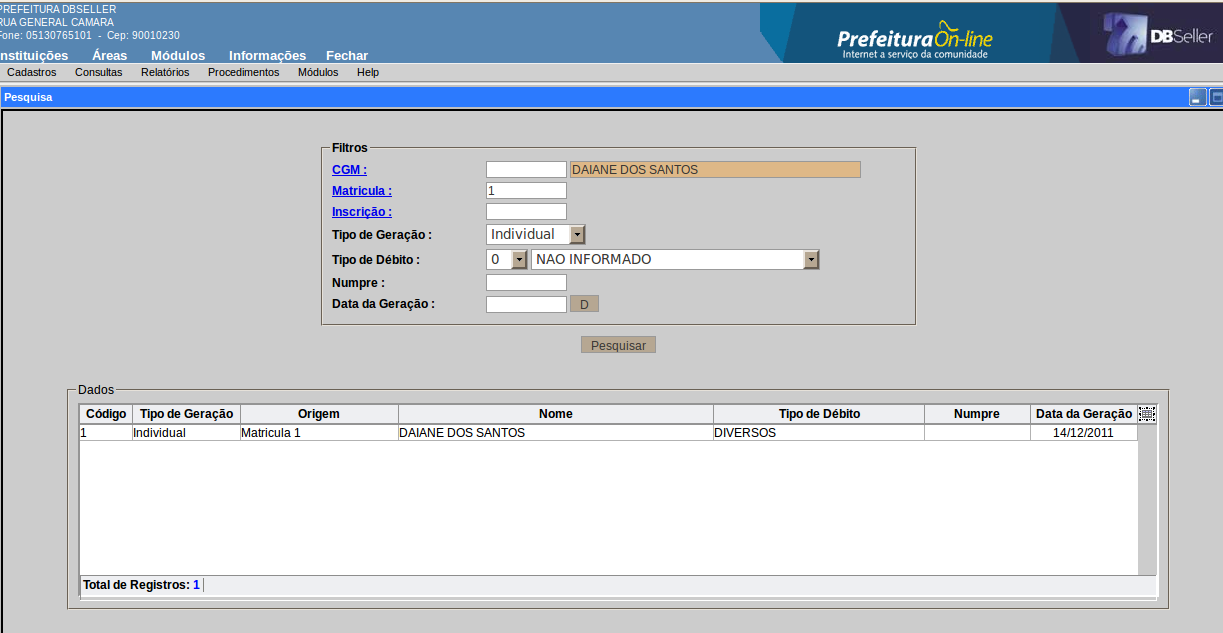 PREFEITURA DBSELLER
RUA GENERAL CAMARA
Fone: 05130765101 - Cep: 90010230
nstituições Áreas Módulos Informações Fechar
Prefeitura On-line
Internet a serviço da comunidade
DBSeller
Cadastros Consultas Relatórios Procedimentos Módulos Help
Pesquisa
Filtros
CGM : DAIANE DOS SANTOS
Matricula : 1
Inscrição :
Tipo de Geração : Individual
Tipo de Débito : 0 NAO INFORMADO
Numpre :
Data da Geração : D
Pesquisar
Dados
Código Tipo de Geração Origem Nome Tipo de Débito Numpre Data da Geração
1 Individual Matricula 1 DAIANE DOS SANTOS DIVERSOS 14/12/2011
Total de Registros: 1